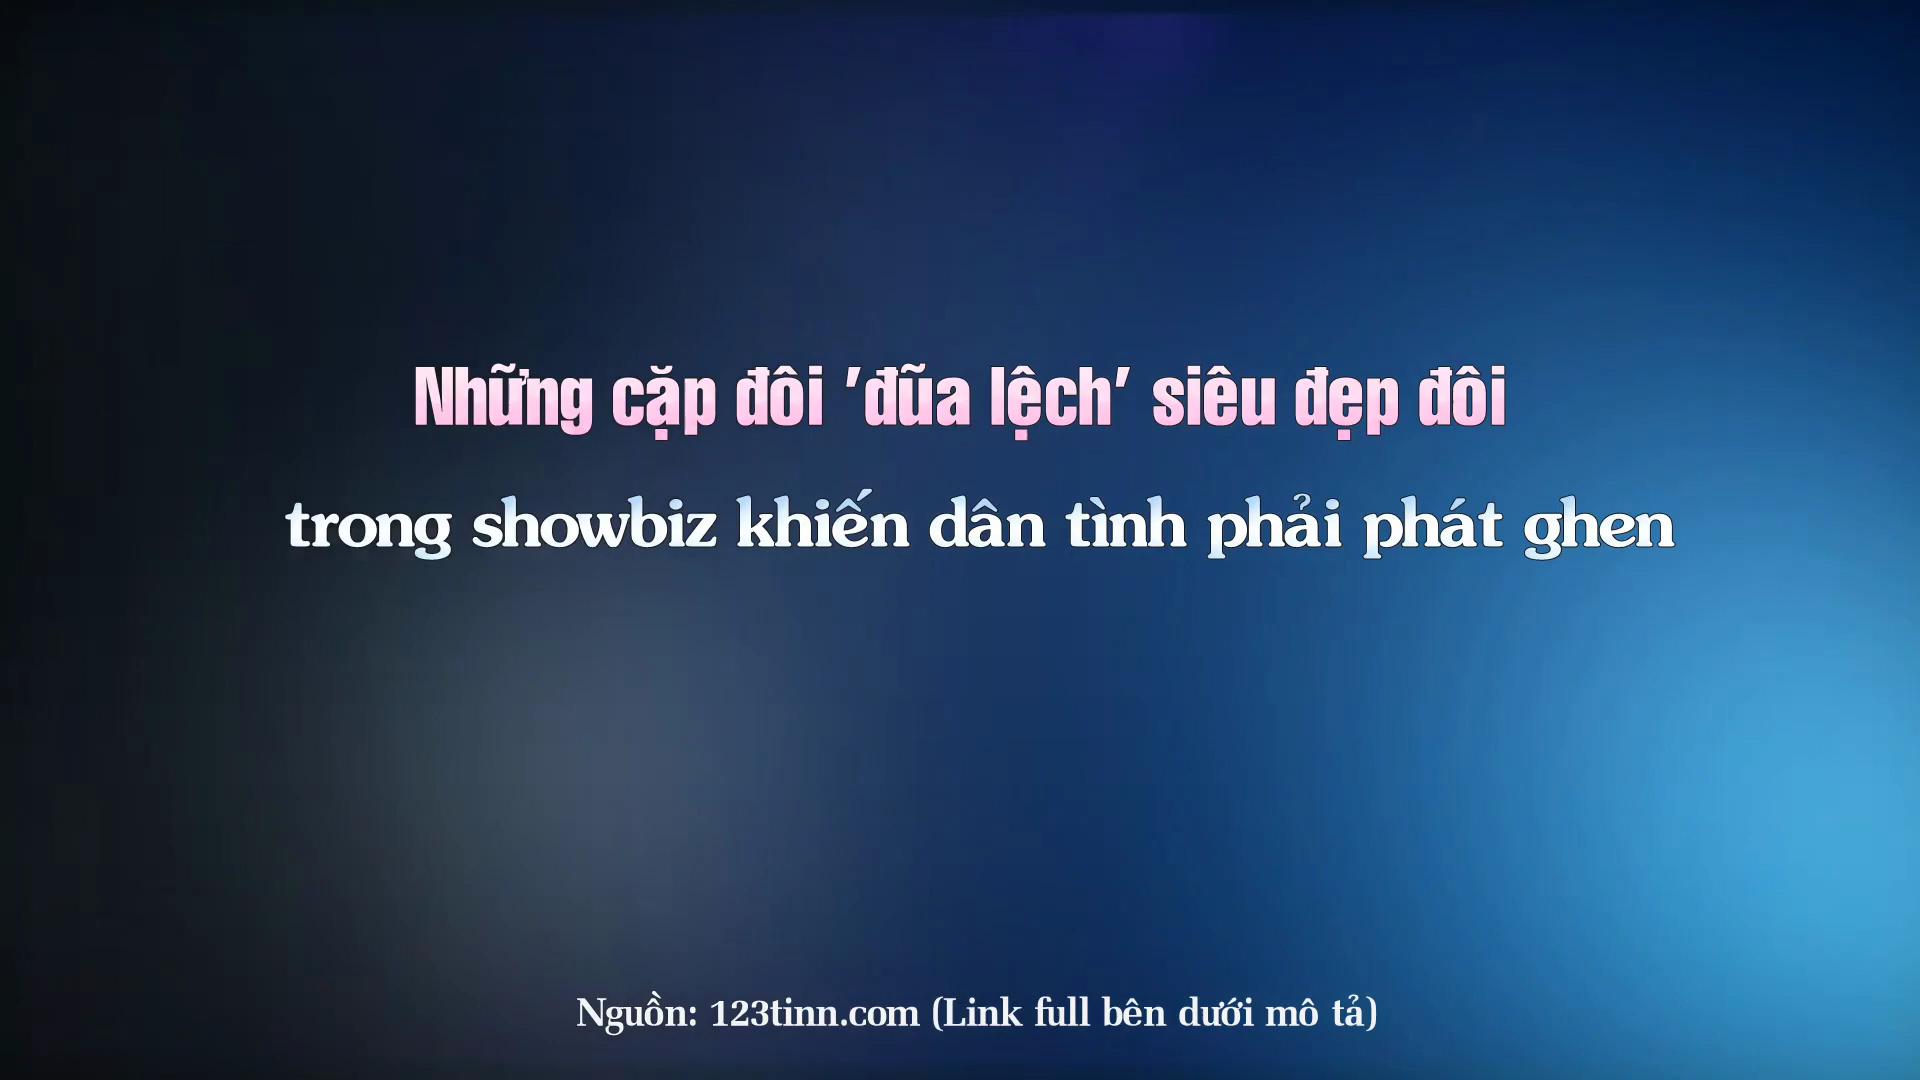 Những cặp đôi 'đũa lệch' siêu đẹp đôi
trong showbiz khiến dân tình phải phát ghen
Nguồn: 123tinn.com (Link full bên dưới mô tả)